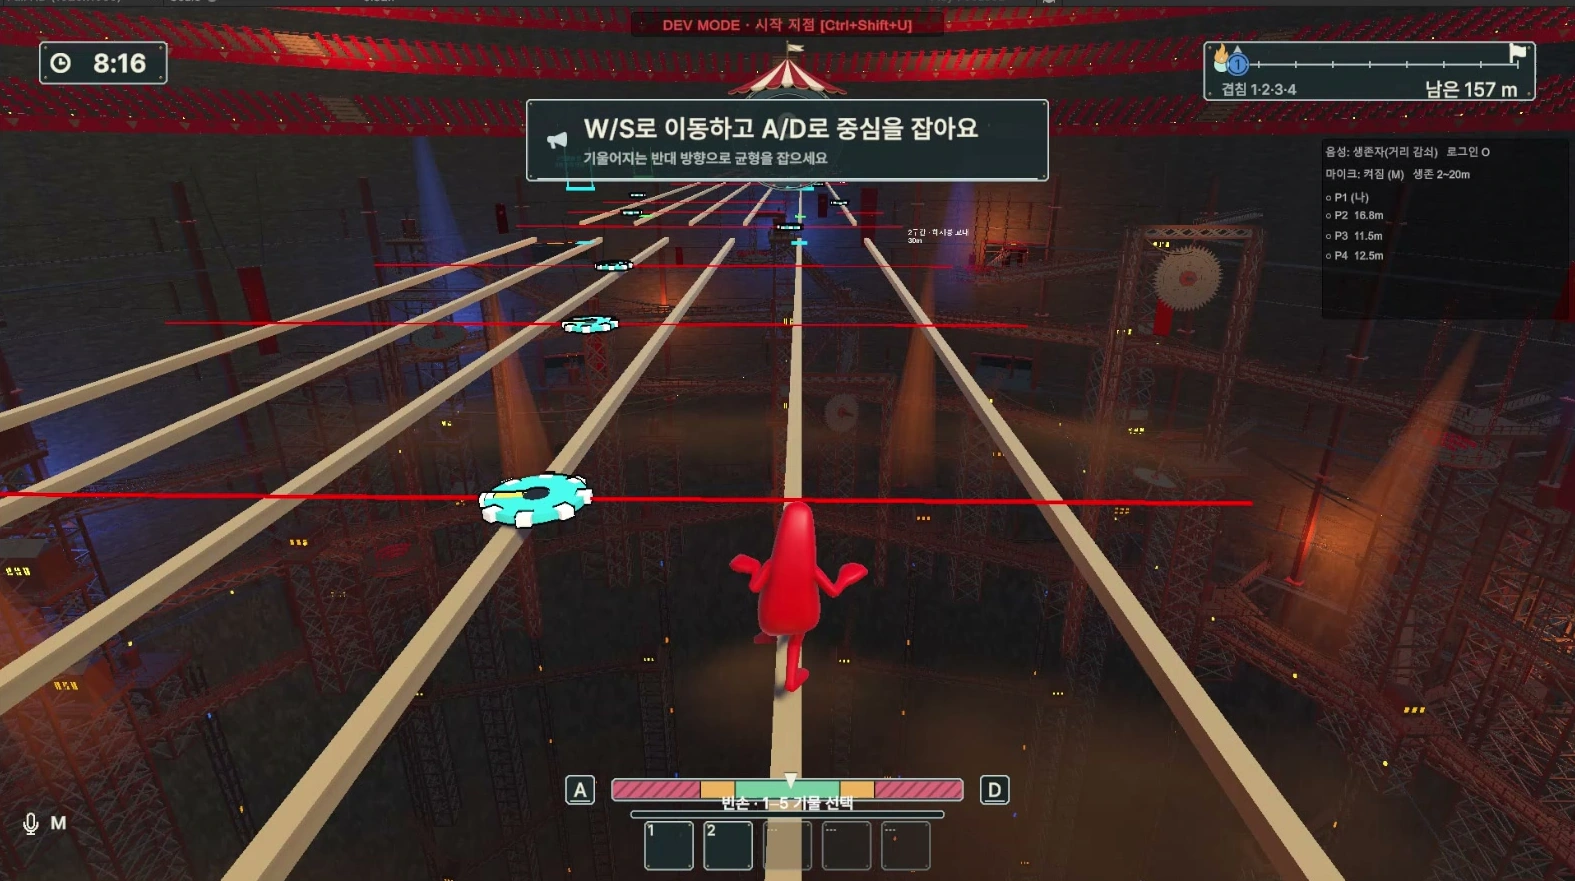 DEV MODE · 시작 지점 [Ctrl+Shift+U]
8:16
1
겹침 1·2·3·4
남은 157 m
W/S로 이동하고 A/D로 중심을 잡아요
기울어지는 반대 방향으로 균형을 잡으세요
음성: 생존자(거리 감쇠) 로그인 O
마이크: 켜짐 (M) 생존 2~20m
○ P1 (나)
○ P2 16.8m
○ P3 11.5m
○ P4 12.5m
30m
A
D
빈손 · 1–5 기물 선택
M
1
2
---
---
---